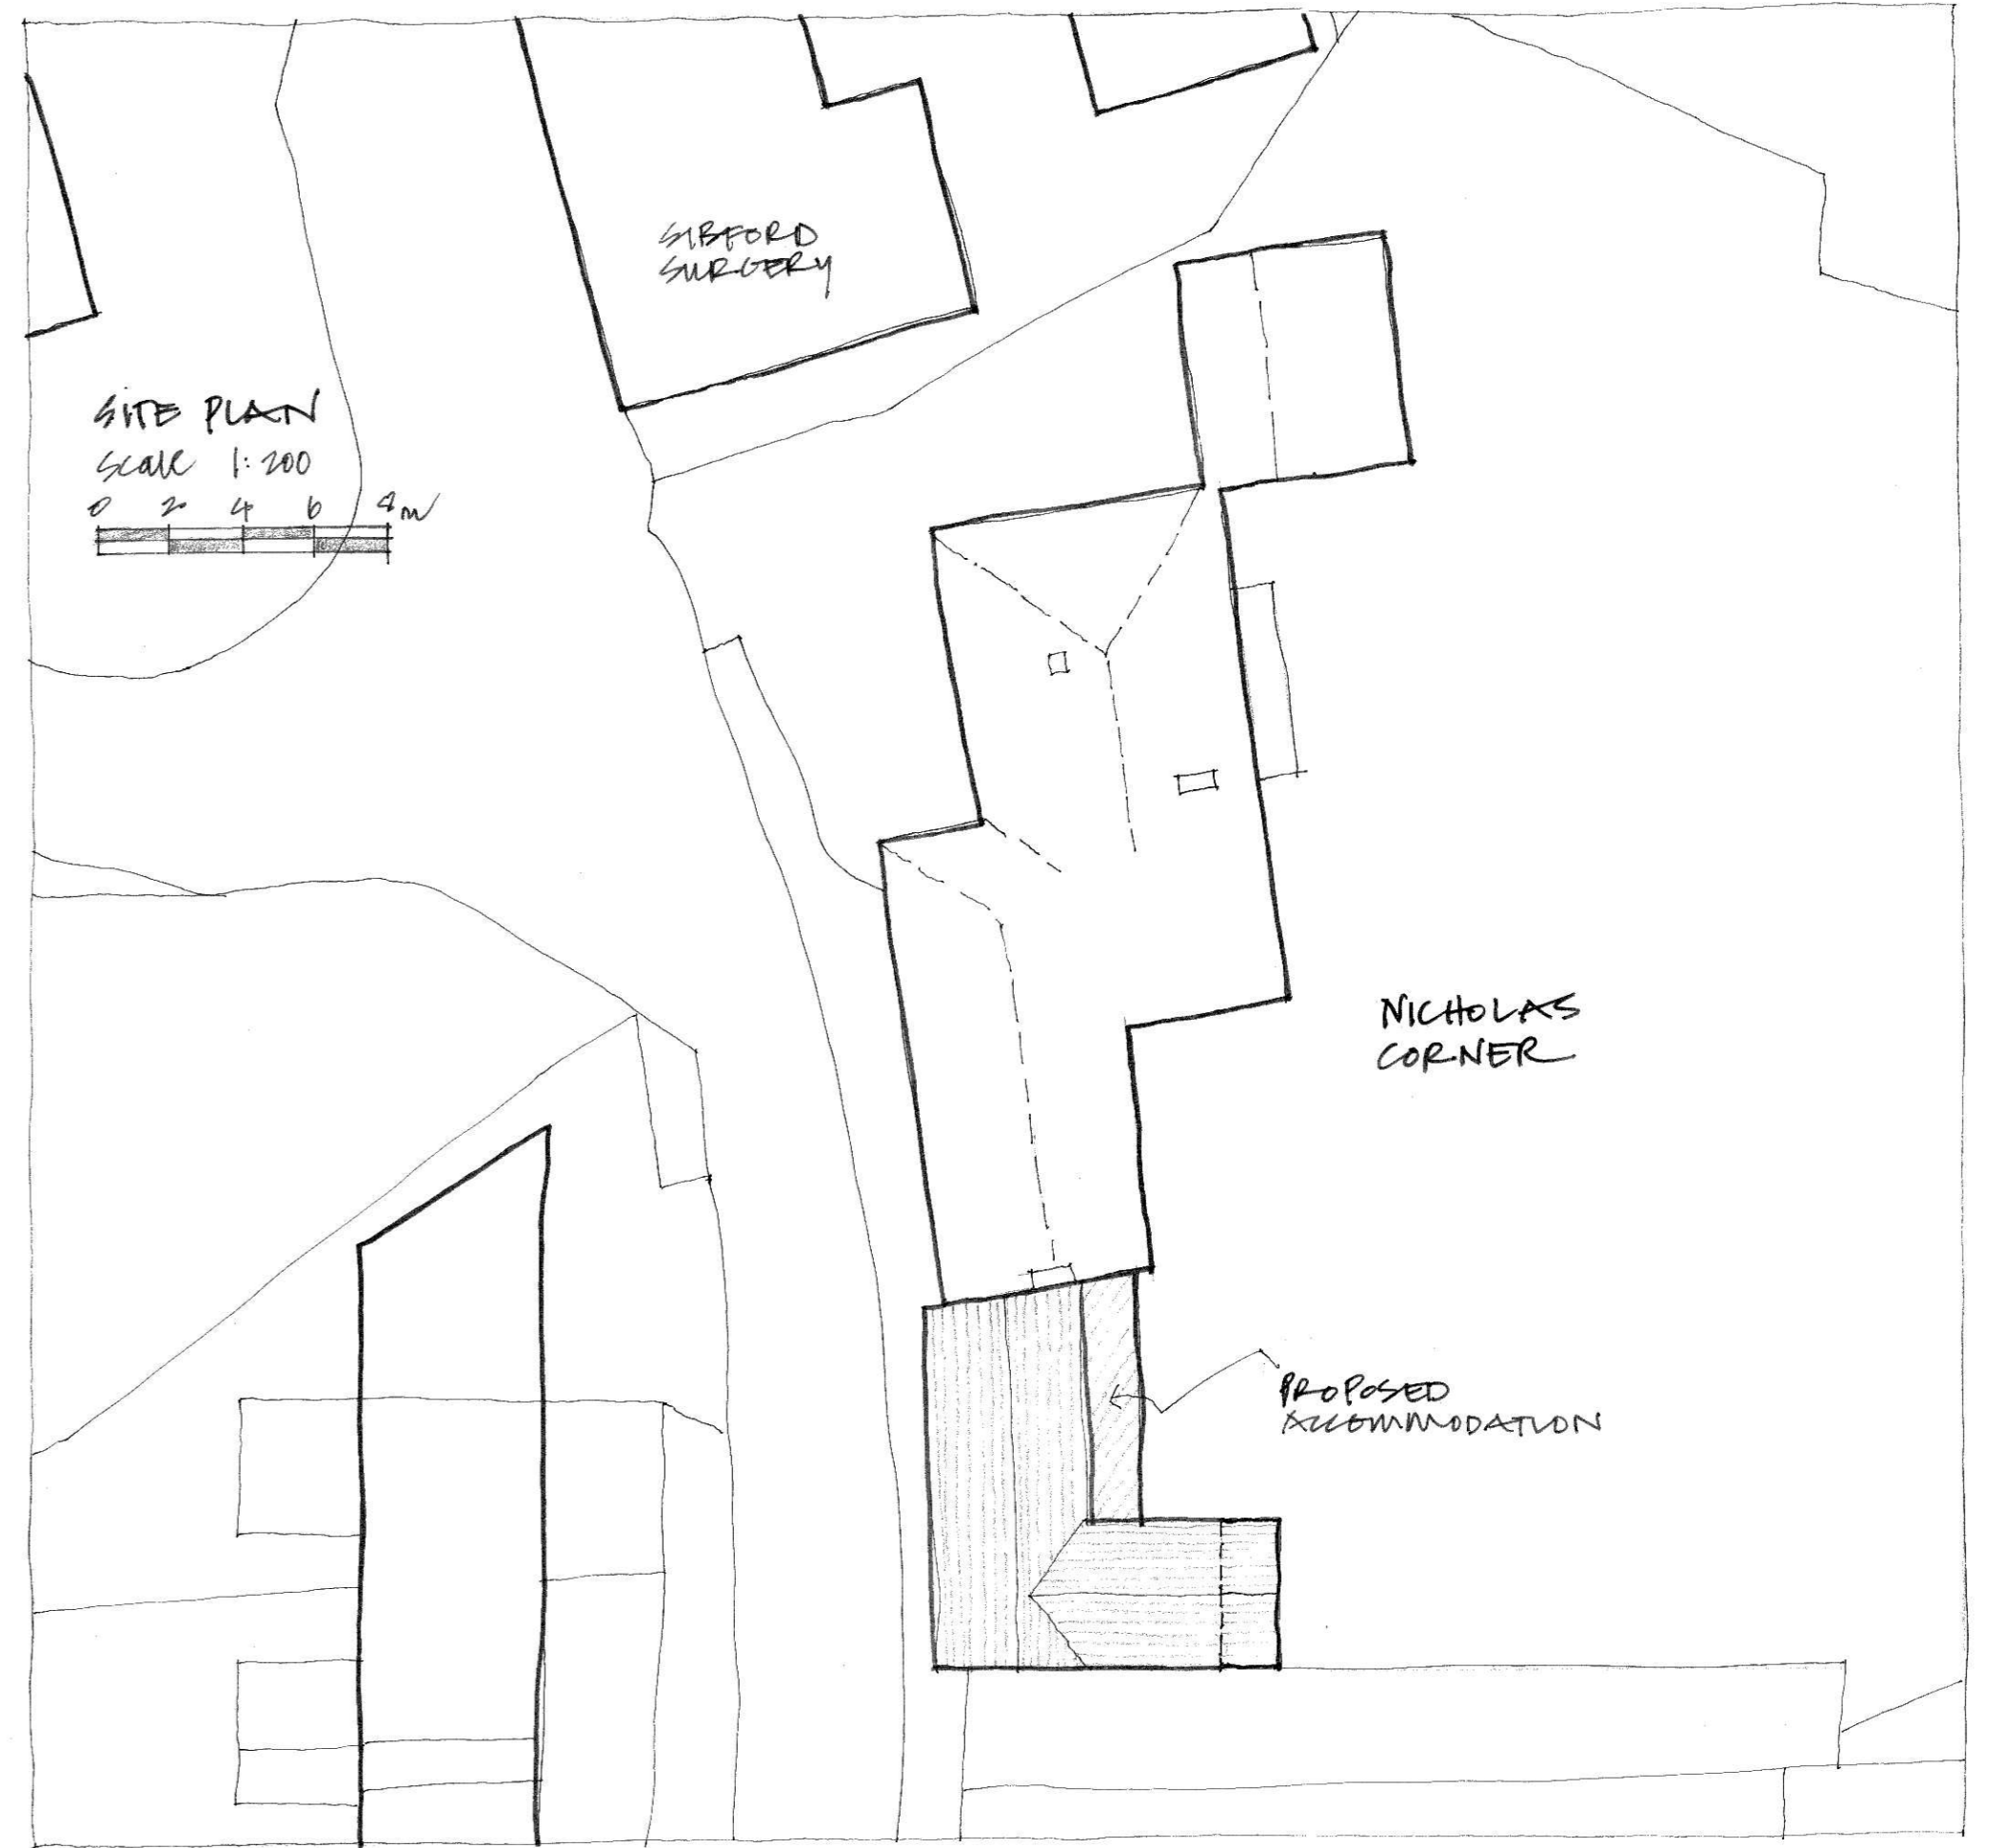 SIBFORD
SURGERY
SITE PLAN
Scale 1:200
0 2 4 6 8m
NICHOLAS
CORNER
PROPOSED
ACCOMMODATION